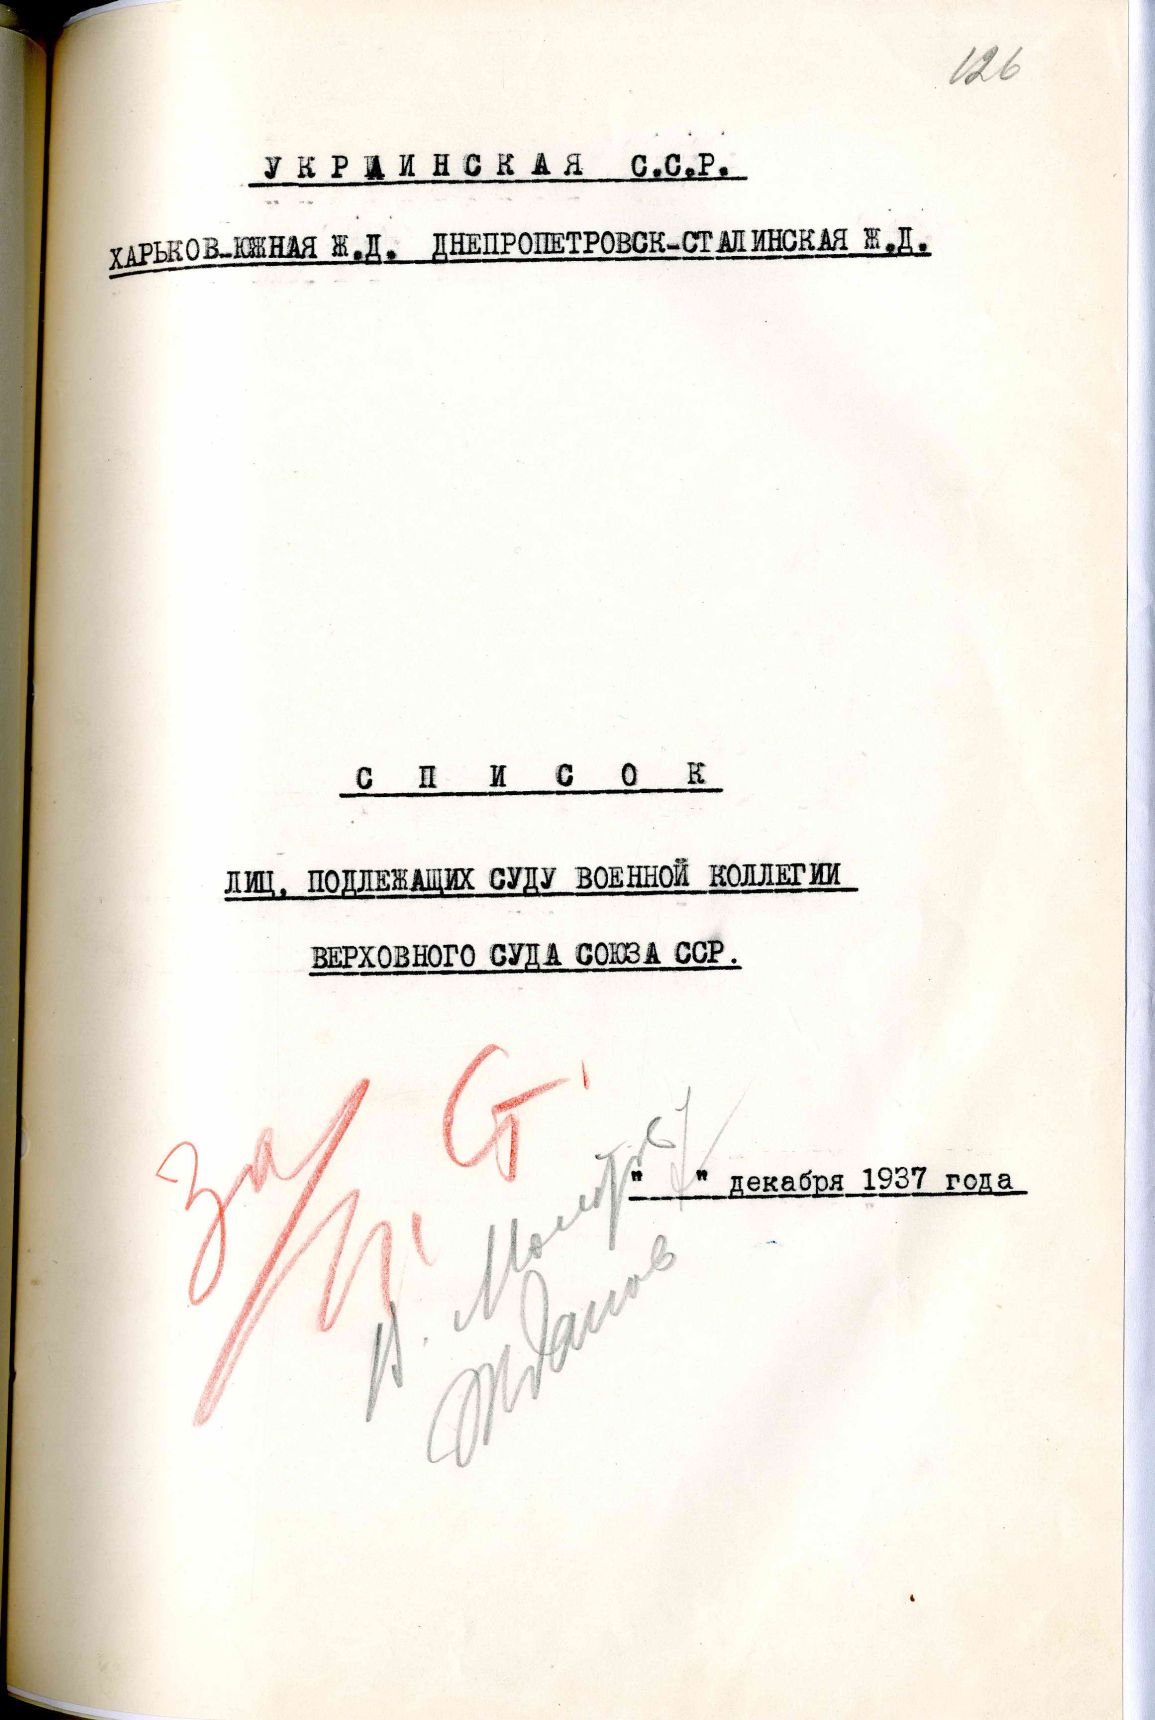 126
УКРАИНСКАЯ С.С.Р.
ХАРЬКОВ-ЮЖНАЯ Ж.Д. ДНЕПРОПЕТРОВСК-СТАЛИНСКАЯ Ж.Д.
СПИСОК
ЛИЦ, ПОДЛЕЖАЩИХ СУДУ ВОЕННОЙ КОЛЛЕГИИ
ВЕРХОВНОГО СУДА СОЮЗА ССР.
За
И. Ст.
" " декабря 1937 года
В. Молотов
Жданов